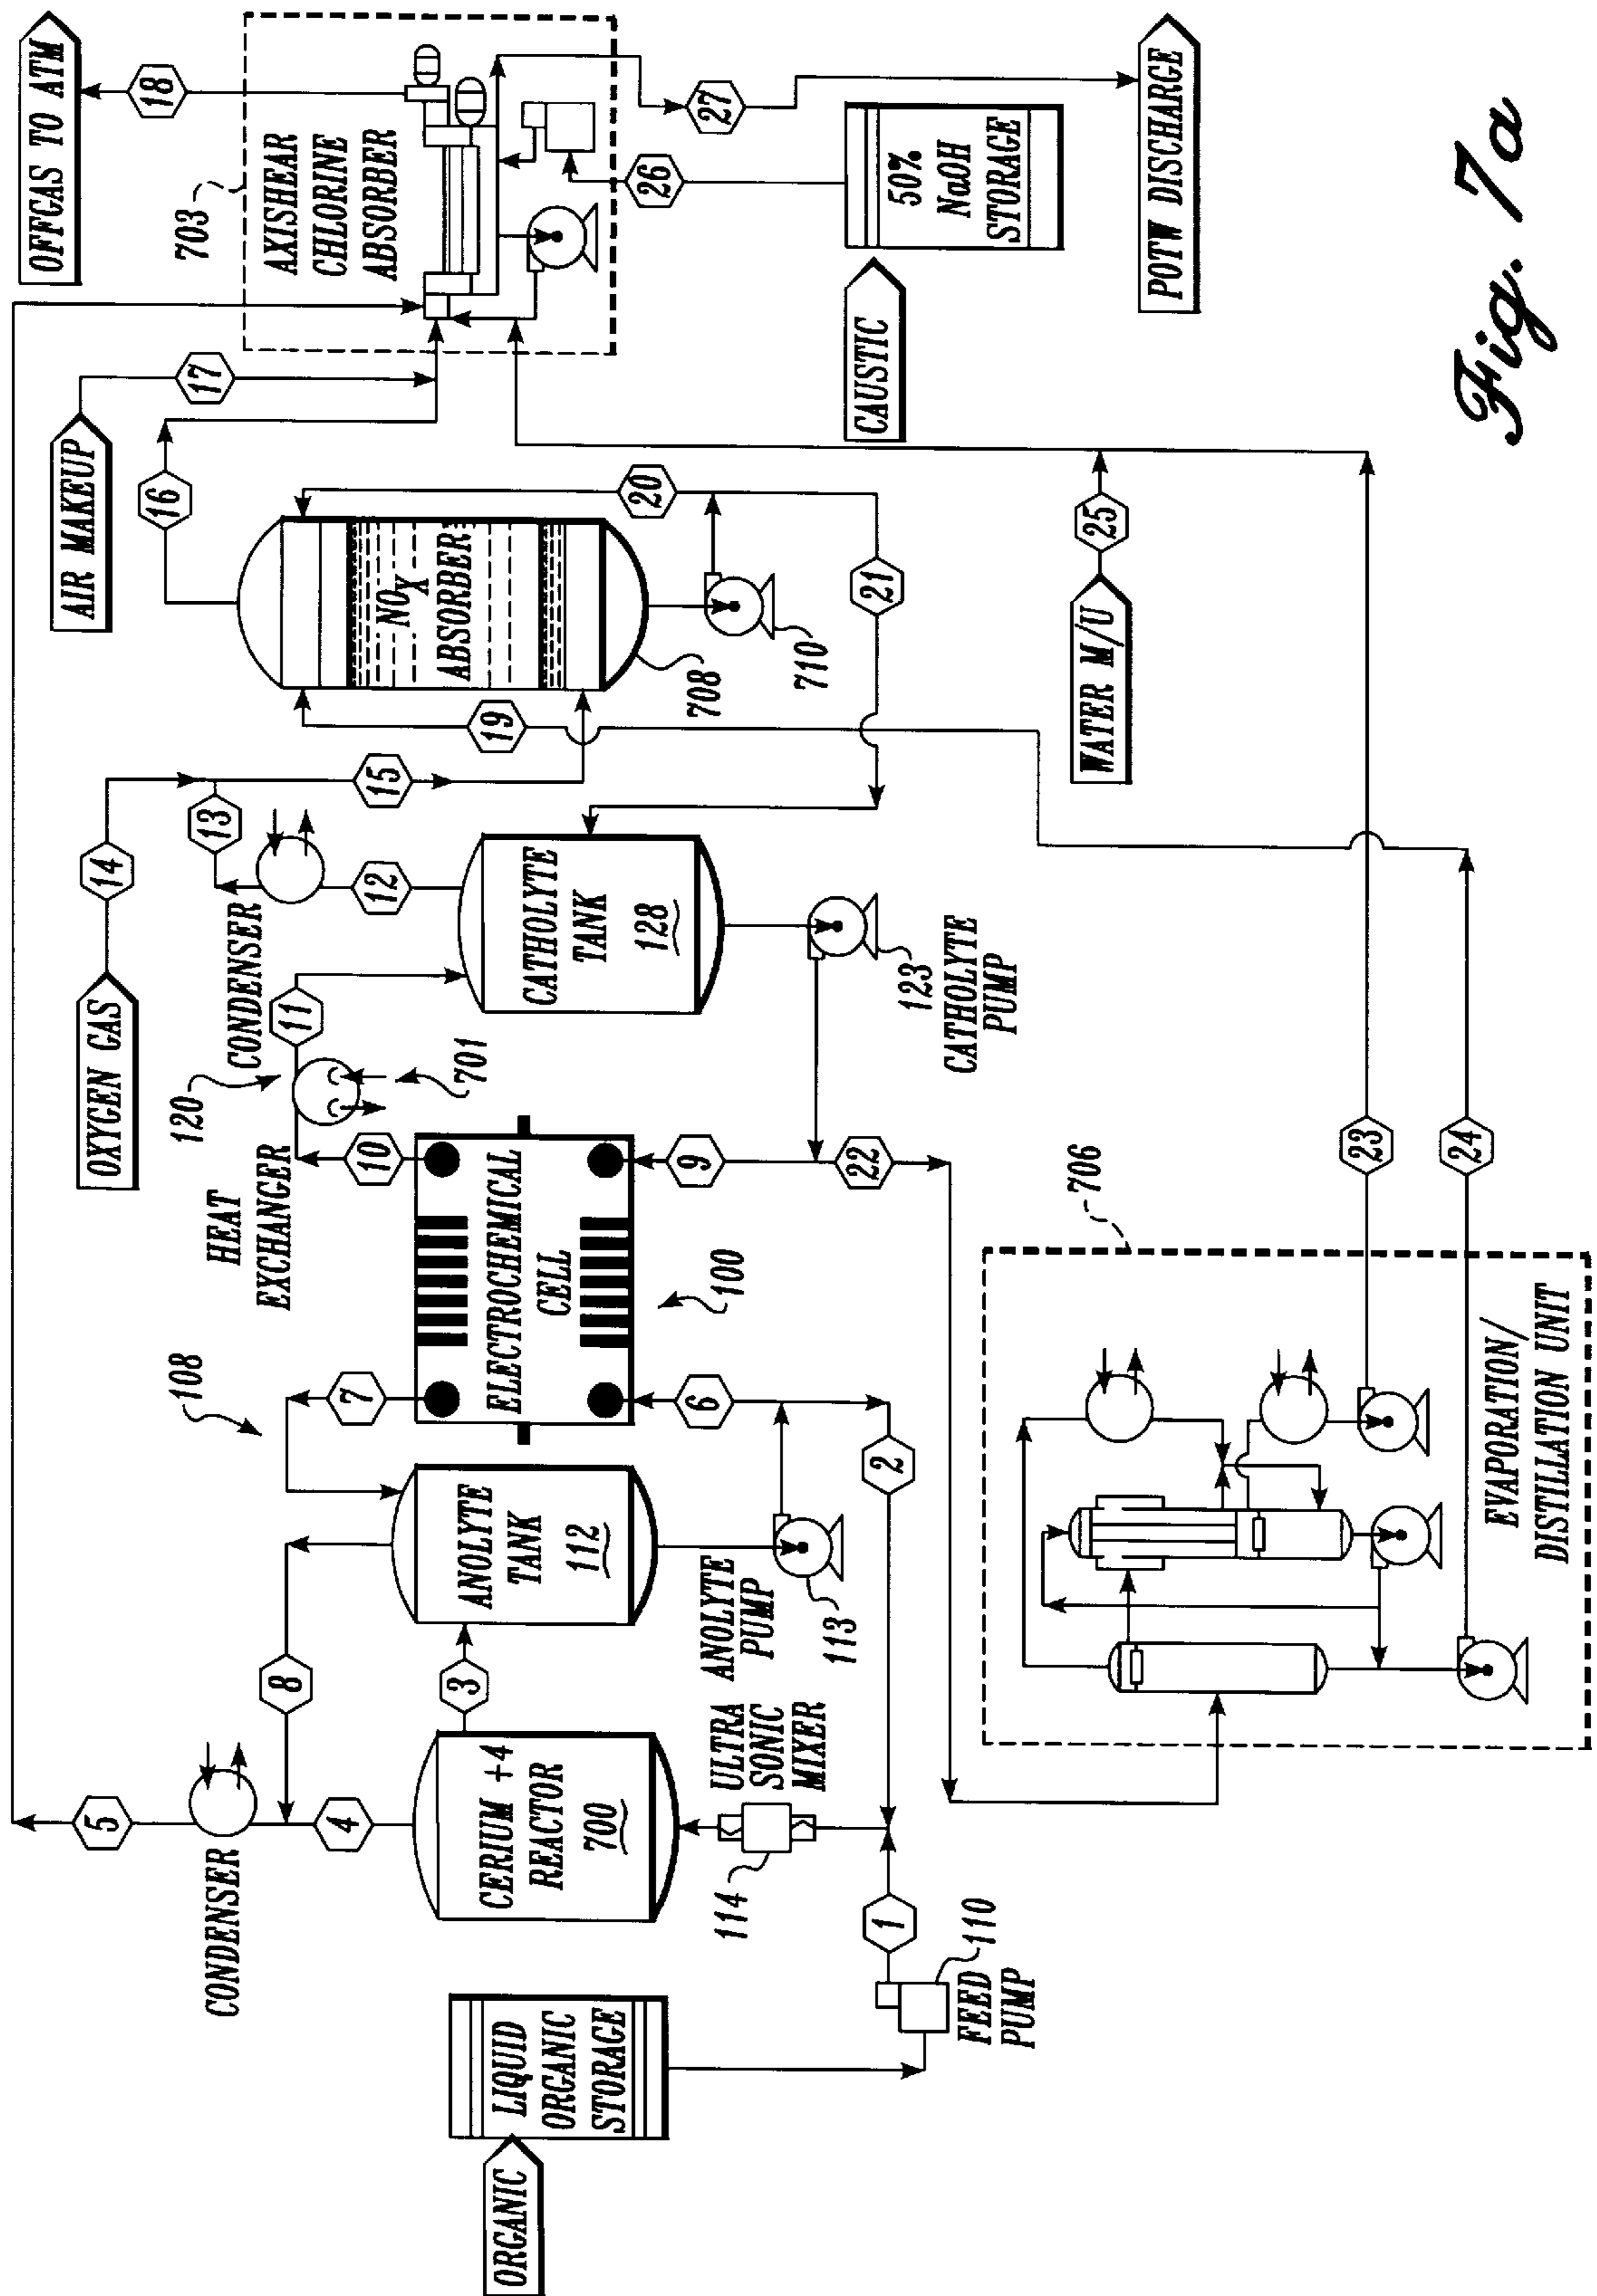 OFFGAS TO ATM
18
703
AXISHEAR
CHLORINE
ABSORBER
27
26
50%
NaOH
STORAGE
CAUSTIC
POTW DISCHARGE
AIR MAKEUP
17
16
NOX
ABSORBER
20
19
708
710
21
25
WATER M/U
OXYGEN GAS
14
13
15
CONDENSER
12
11
CATHOLYTE
TANK
128
123
CATHOLYTE
PUMP
120
701
HEAT
EXCHANGER
10
9
22
ELECTROCHEMICAL
CELL
100
108
7
6
2
8
ANOLYTE
TANK
112
3
ANOLYTE
PUMP
113
5
4
CONDENSER
CERIUM +4
REACTOR
700
ULTRA
SONIC
MIXER
114
1
110
FEED
PUMP
LIQUID
ORGANIC
STORAGE
ORGANIC
706
23
24
EVAPORATION/
DISTILLATION UNIT
Fig. 7a